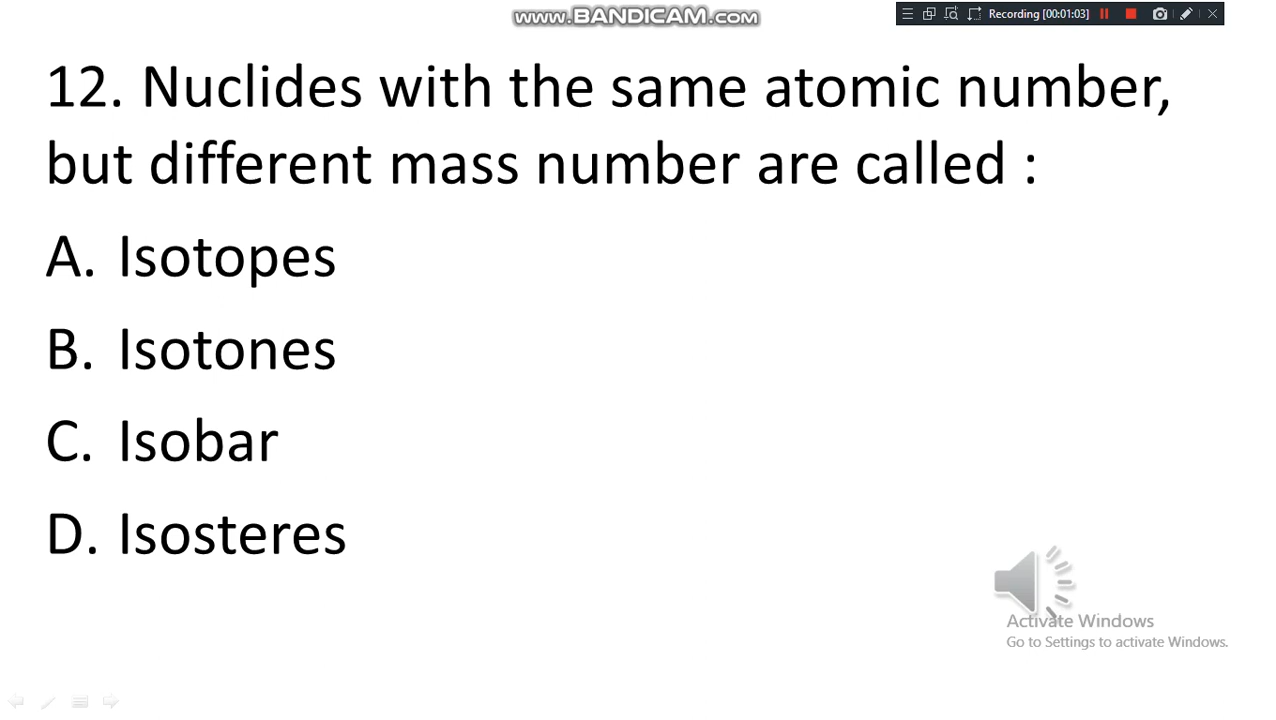 www.BANDICAM.com
Recording [00:01:03]
12. Nuclides with the same atomic number,
but different mass number are called :
A. Isotopes
B. Isotones
C. Isobar
D. Isosteres
Activate Windows
Go to Settings to activate Windows.